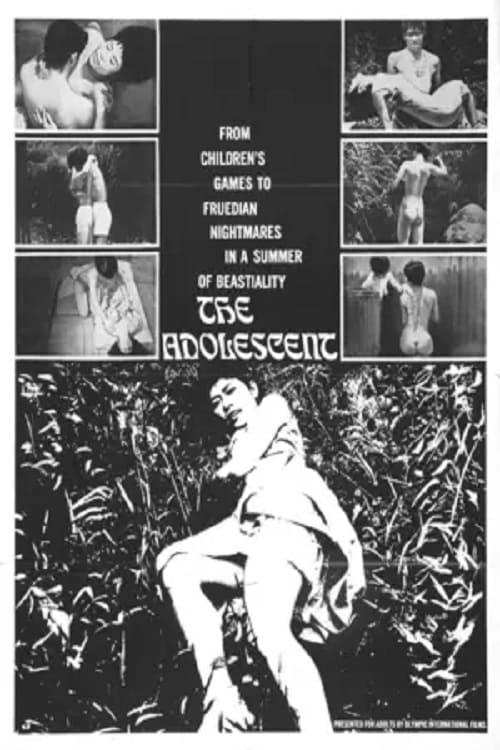 FROM
CHILDREN'S
GAMES TO
FRUEDIAN
NIGHTMARES
IN A SUMMER
OF BEASTIALITY
THE
ADOLESCENT
PRESENTED FOR ADULTS BY OLYMPIC INTERNATIONAL FILMS